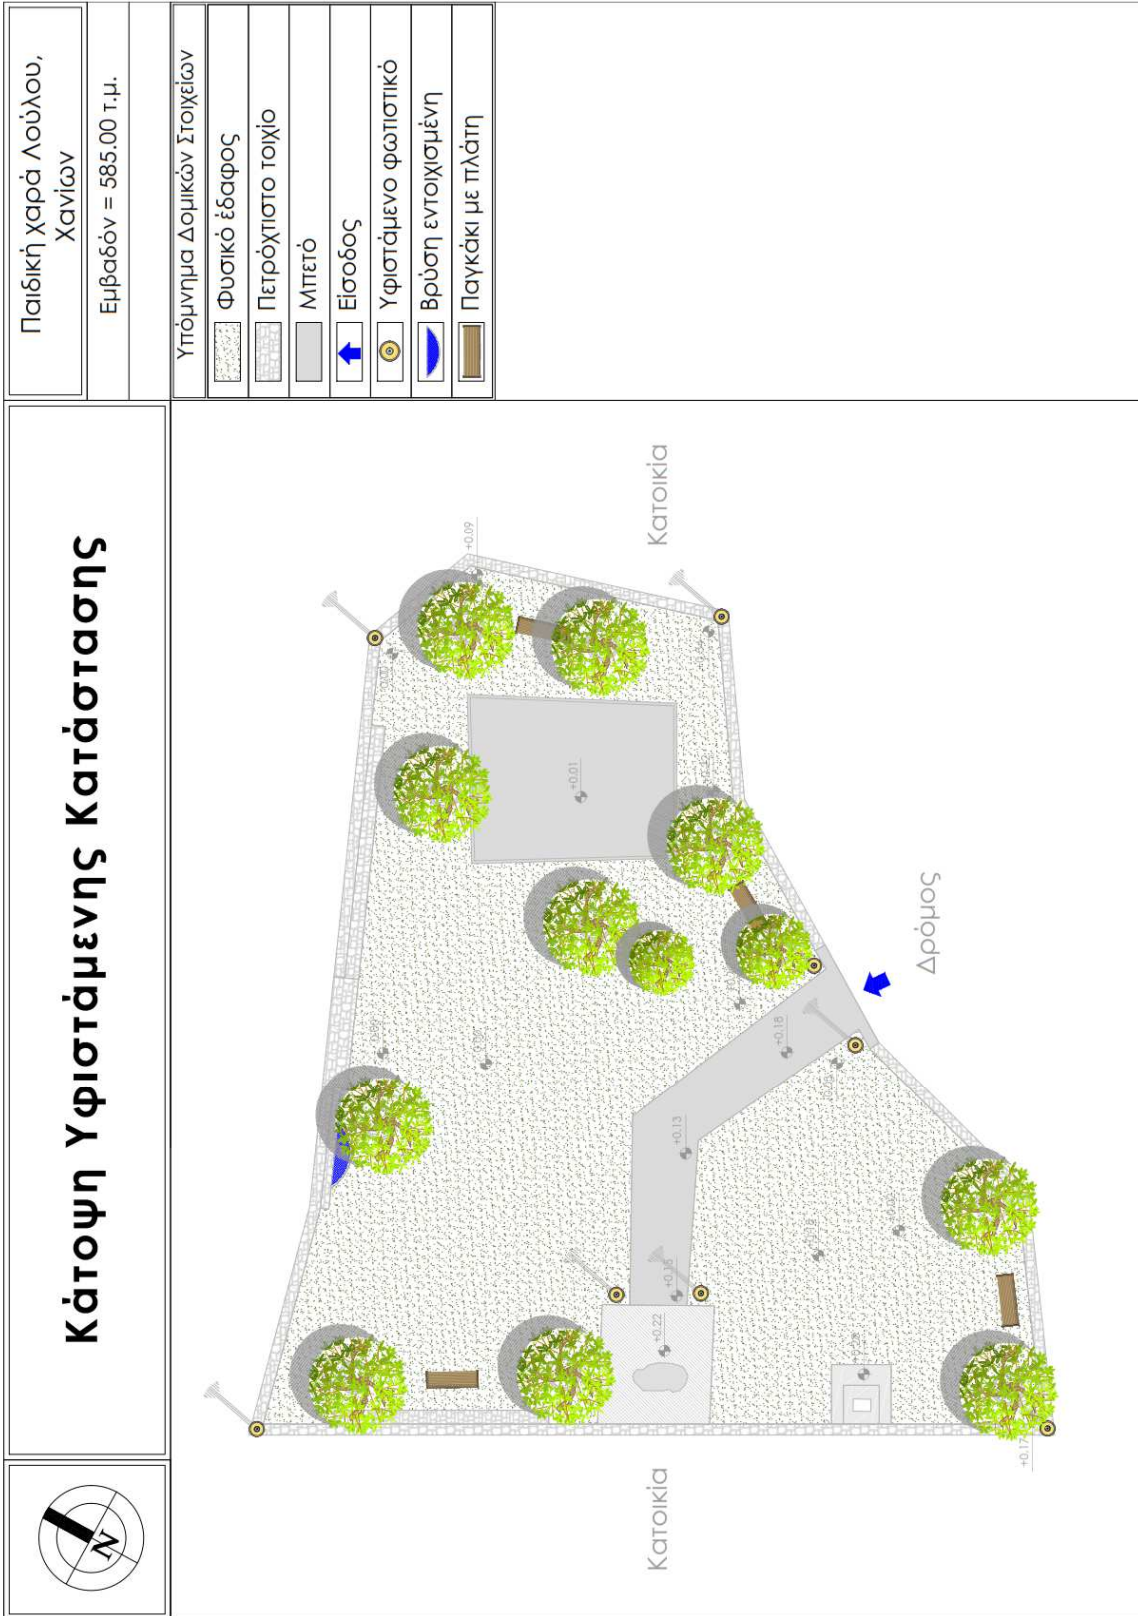 Κάτοψη Υφιστάμενης Κατάστασης
Παιδική χαρά Λούλου,
Χανίων
Εμβαδόν = 585.00 τ.μ.
Υπόμνημα Δομικών Στοιχείων
Φυσικό έδαφος
Πετρόχτιστο τοιχίο
Μπετό
Είσοδος
Υφιστάμενο φωτιστικό
Βρύση εντοιχισμένη
Παγκάκι με πλάτη
N
Κατοικία
Κατοικία
Δρόμος
+0.09
+0.01
+0.18
+0.13
+0.22
+0.17